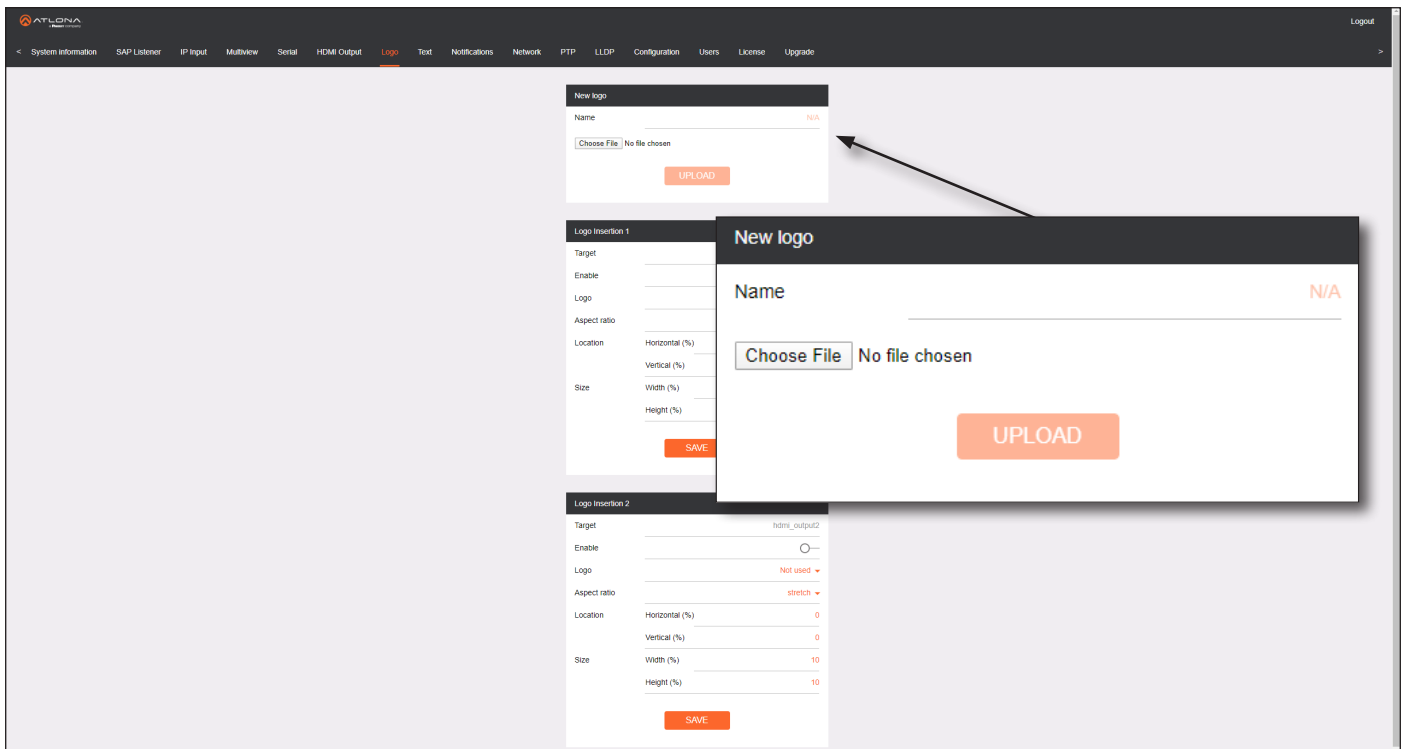 ATLONA
Logout
< System information SAP Listener IP Input Multiview Serial HDMI Output Logo Text Notifications Network PTP LLDP Configuration Users License Upgrade >
New logo
Name N/A
Choose File No file chosen
UPLOAD
Logo Insertion 1
Target
Enable
Logo
Aspect ratio
Location Horizontal (%)
Vertical (%)
Size Width (%)
Height (%)
SAVE
New logo
Name N/A
Choose File No file chosen
UPLOAD
Logo Insertion 2
Target hdmi_output2
Enable
Logo Not used
Aspect ratio stretch
Location Horizontal (%) 0
Vertical (%) 0
Size Width (%) 10
Height (%) 10
SAVE